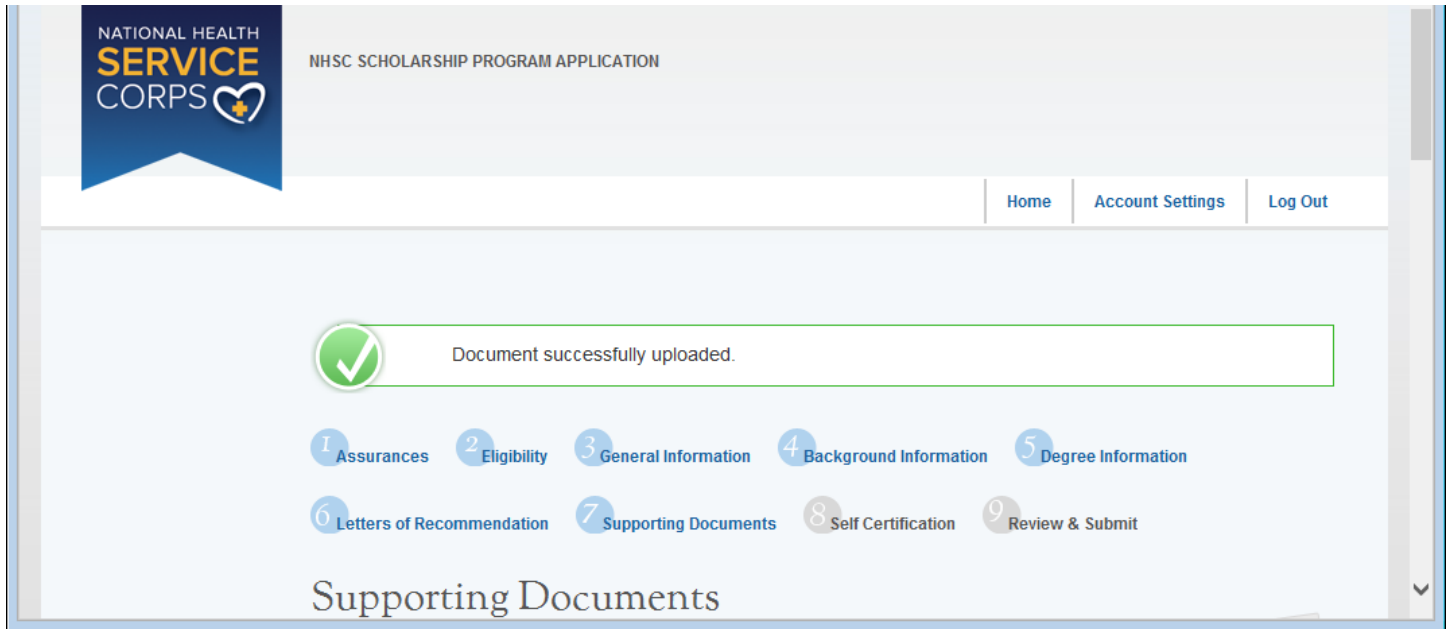 NATIONAL HEALTH
SERVICE
CORPS
NHSC SCHOLARSHIP PROGRAM APPLICATION
Home Account Settings Log Out
Document successfully uploaded.
1 Assurances 2 Eligibility 3 General Information 4 Background Information 5 Degree Information
6 Letters of Recommendation 7 Supporting Documents 8 Self Certification 9 Review & Submit
Supporting Documents